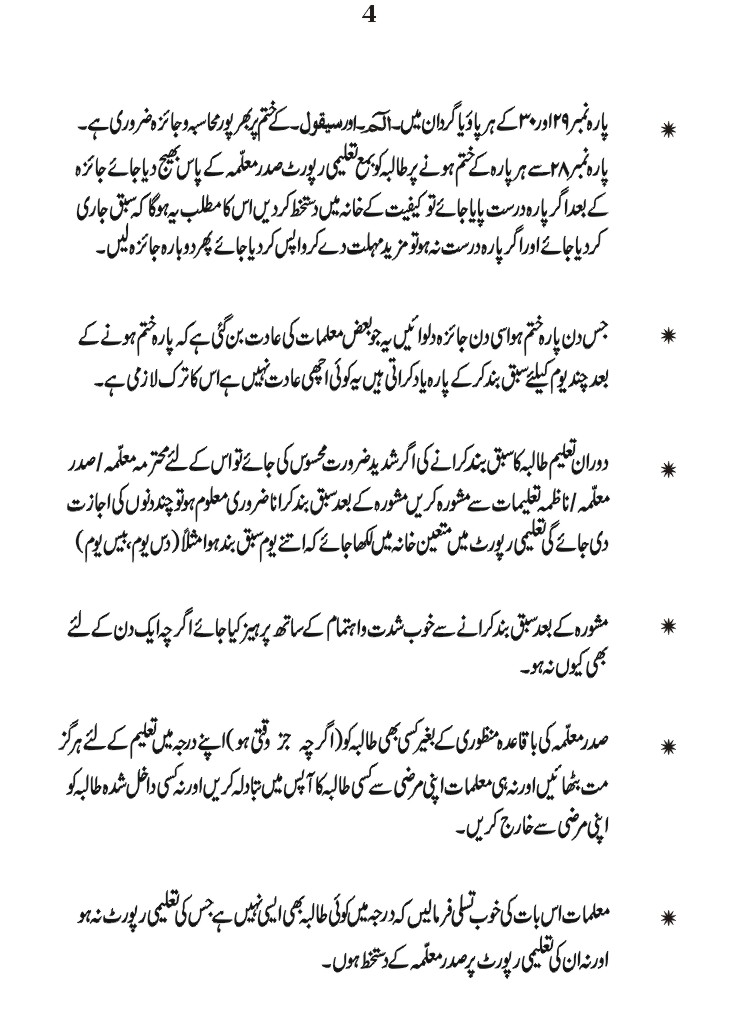 4
✷ پارہ نمبر ۲۹ اور ۳۰ کے ہر پاؤ یا گردان میں۔ الٓمّٓ۔ اور سیقول۔ کے ختم پر بھرپور محاسبہ و جائزہ ضروری ہے۔
پارہ نمبر ۲۸ سے ہر پارہ کے ختم ہونے پر طالبہ کو بمع تعلیمی رپورٹ صدر معلّمہ کے پاس بھیج دیا جائے جائزہ
کے بعد اگر پارہ درست پایا جائے تو کیفیت کے خانہ میں دستخط کردیں اس کا مطلب یہ ہوگا کہ سبق جاری
کردیا جائے اور اگر پارہ درست نہ ہو تو مزید مہلت دے کر واپس کردیا جائے پھر دوبارہ جائزہ لیں۔
✷ جس دن پارہ ختم ہو اسی دن جائزہ دلوائیں یہ جو بعض معلمات کی عادت بن گئی ہے کہ پارہ ختم ہونے کے
بعد چند یوم کیلئے سبق بند کر کے پارہ یاد کراتی ہیں یہ کوئی اچھی عادت نہیں ہے اس کا ترک لازمی ہے۔
✷ دوران تعلیم طالبہ کا سبق بند کرانے کی اگر شدید ضرورت محسوس کی جائے تو اس کے لئے محترمہ معلّمہ / صدر
معلّمہ / ناظمہ تعلیمات سے مشورہ کریں مشورہ کے بعد سبق بند کرانا ضروری معلوم ہو تو چند دنوں کی اجازت
دی جائے گی تعلیمی رپورٹ میں متعین خانہ میں لکھا جائے کہ اتنے یوم سبق بند ہوا مثلاً (دس یوم، بیس یوم)
✷ مشورہ کے بعد سبق بند کرانے سے خوب شدت و اہتمام کے ساتھ پرہیز کیا جائے اگرچہ ایک دن کے لئے
بھی کیوں نہ ہو۔
✷ صدر معلّمہ کی باقاعدہ منظوری کے بغیر کسی بھی طالبہ کو (اگرچہ جز وقتی ہو) اپنے درجہ میں تعلیم کے لئے ہرگز
مت بٹھائیں اور نہ ہی معلمات اپنی مرضی سے کسی طالبہ کا آپس میں تبادلہ کریں اور نہ کسی داخل شدہ طالبہ کو
اپنی مرضی سے خارج کریں۔
✷ معلمات اس بات کی خوب تسلی فرمالیں کہ درجہ میں کوئی طالبہ بھی ایسی نہیں ہے جس کی تعلیمی رپورٹ نہ ہو
اور نہ ان کی تعلیمی رپورٹ پر صدر معلّمہ کے دستخط ہوں۔